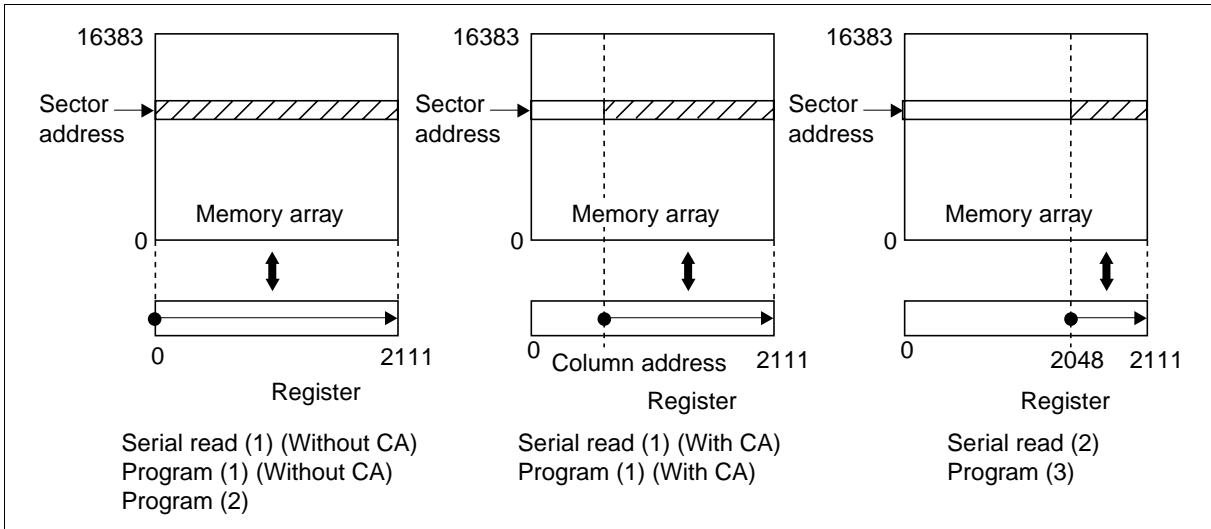 16383
Sector
address
Memory array
0
0
2111
Register
Serial read (1) (Without CA)
Program (1) (Without CA)
Program (2)
16383
Sector
address
Memory array
0
0
Column address
2111
Register
Serial read (1) (With CA)
Program (1) (With CA)
16383
Sector
address
Memory array
0
0
2048
2111
Register
Serial read (2)
Program (3)